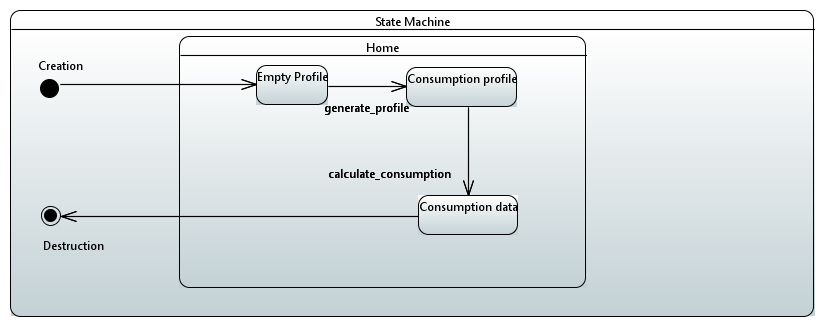 State Machine
Home
Creation
Empty Profile
Consumption profile
generate_profile
calculate_consumption
Consumption data
Destruction